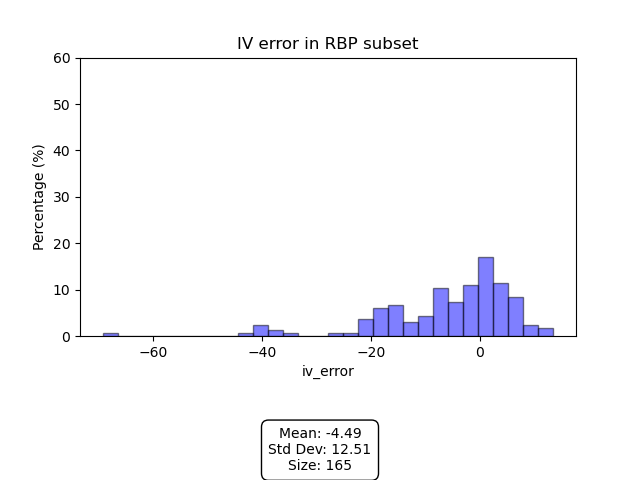 IV error in RBP subset
60
50
40
30
20
10
0
Percentage (%)
−60
−40
−20
0
iv_error
Mean: -4.49
Std Dev: 12.51
Size: 165